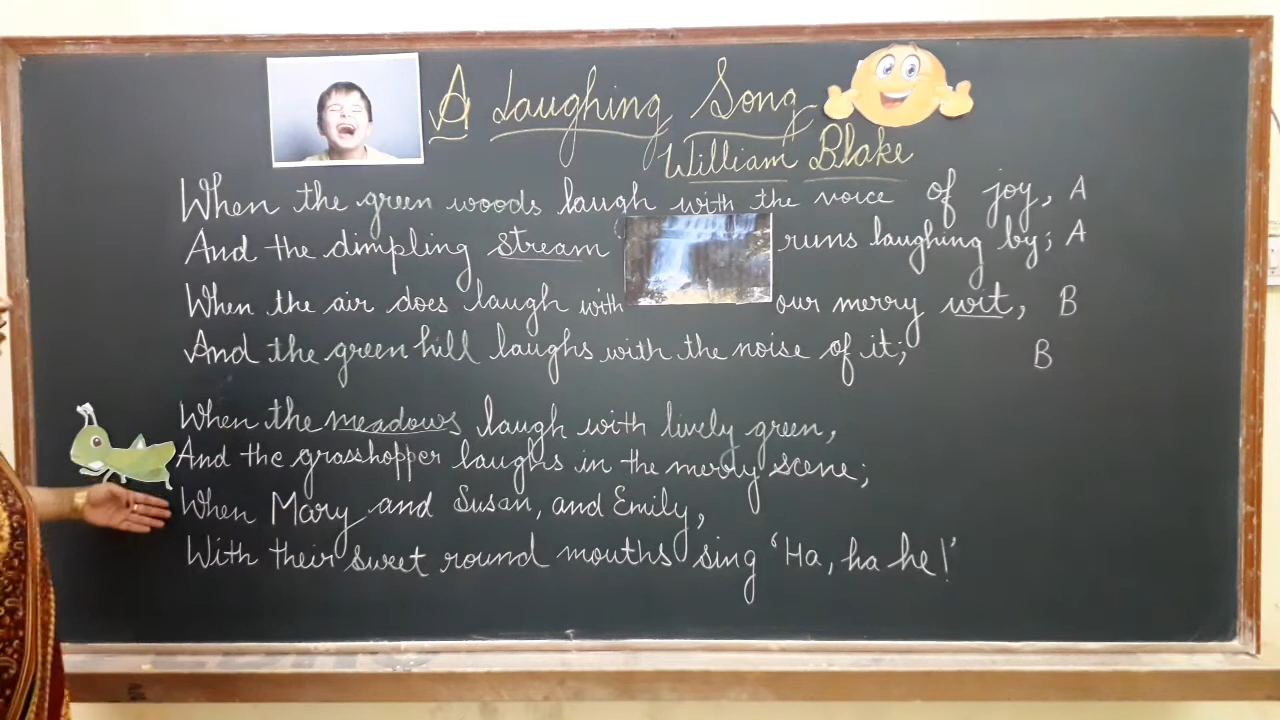 A Laughing Song
William Blake
When the green woods laugh with the voice of joy, A
And the dimpling stream runs laughing by; A
When the air does laugh with our merry wit, B
And the green hill laughs with the noise of it; B
When the meadows laugh with lively green,
And the grasshopper laughs in the merry scene;
When Mary and Susan, and Emily,
With their sweet round mouths sing 'Ha, ha he!'